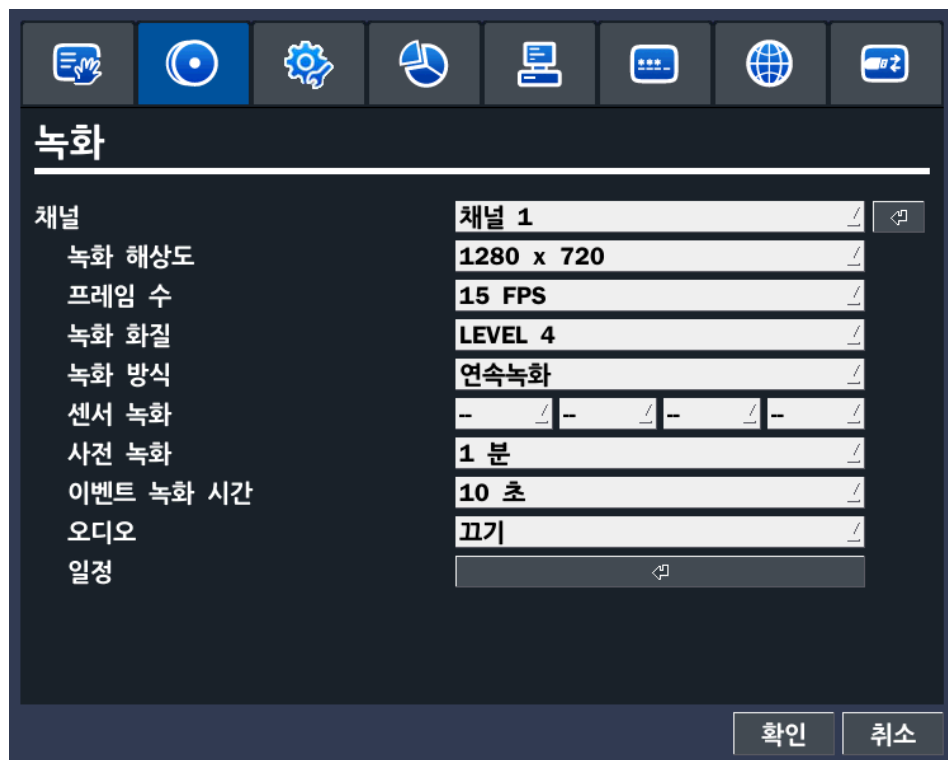 녹화
채널 채널 1
녹화 해상도 1280 x 720
프레임 수 15 FPS
녹화 화질 LEVEL 4
녹화 방식 연속녹화
센서 녹화 -- -- -- --
사전 녹화 1 분
이벤트 녹화 시간 10 초
오디오 끄기
일정
확인 취소